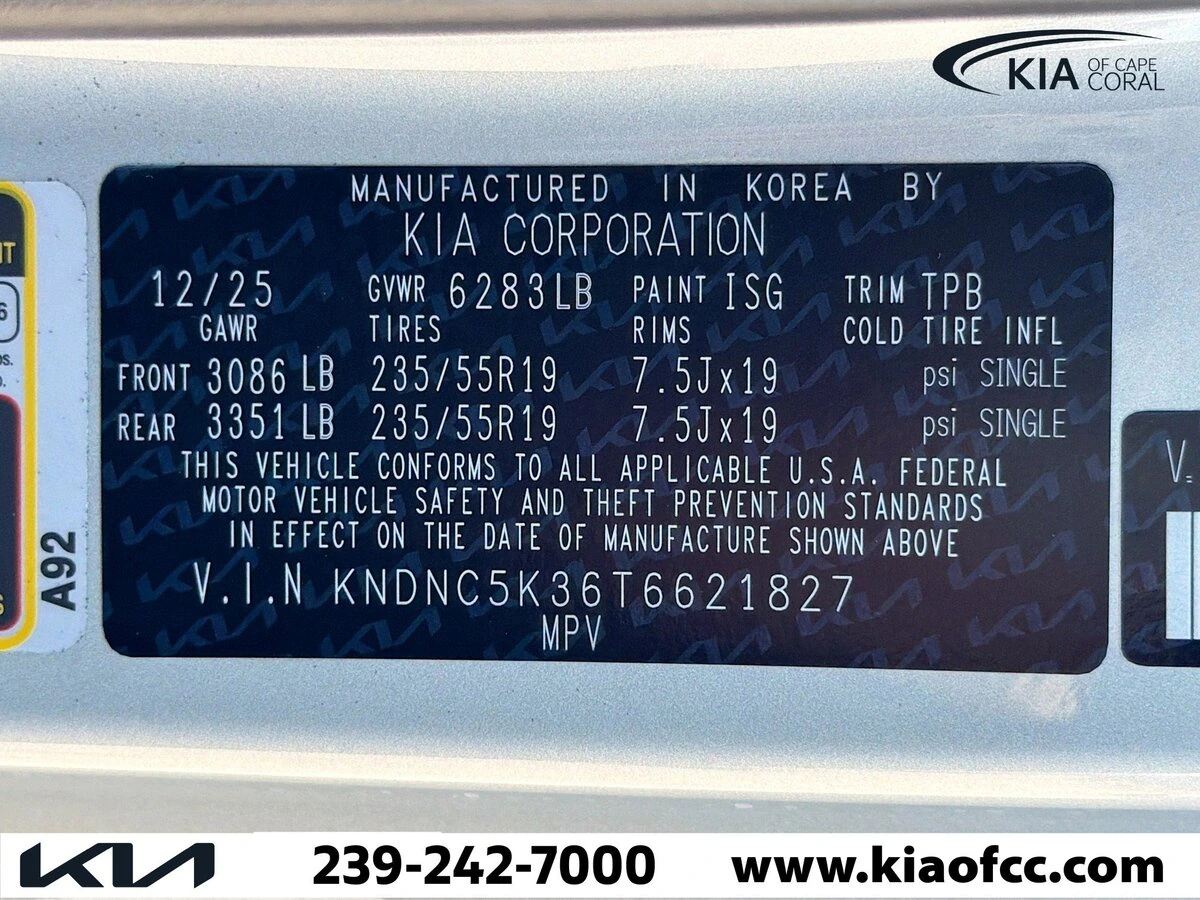 KIA OF CAPE CORAL
MANUFACTURED IN KOREA BY
KIA CORPORATION
12/25 GVWR 6283LB PAINT ISG TRIM TPB
GAWR TIRES RIMS COLD TIRE INFL
FRONT 3086 LB 235/55R19 7.5Jx19 psi SINGLE
REAR 3351 LB 235/55R19 7.5Jx19 psi SINGLE
THIS VEHICLE CONFORMS TO ALL APPLICABLE U.S.A. FEDERAL
MOTOR VEHICLE SAFETY AND THEFT PREVENTION STANDARDS
IN EFFECT ON THE DATE OF MANUFACTURE SHOWN ABOVE
V.I.N KNDNC5K36T6621827
MPV
A92
V.
KIA 239-242-7000 www.kiaofcc.com